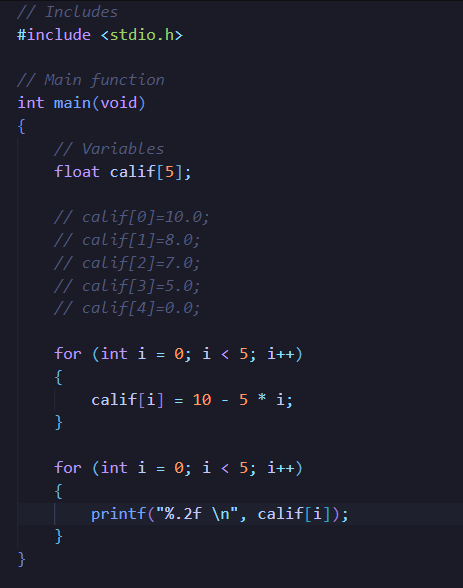 // Includes
#include <stdio.h>
// Main function
int main(void)
{
// Variables
float calif[5];
// calif[0]=10.0;
// calif[1]=8.0;
// calif[2]=7.0;
// calif[3]=5.0;
// calif[4]=0.0;
for (int i = 0; i < 5; i++)
{
calif[i] = 10 - 5 * i;
}
for (int i = 0; i < 5; i++)
{
printf("%.2f \n", calif[i]);
}
}